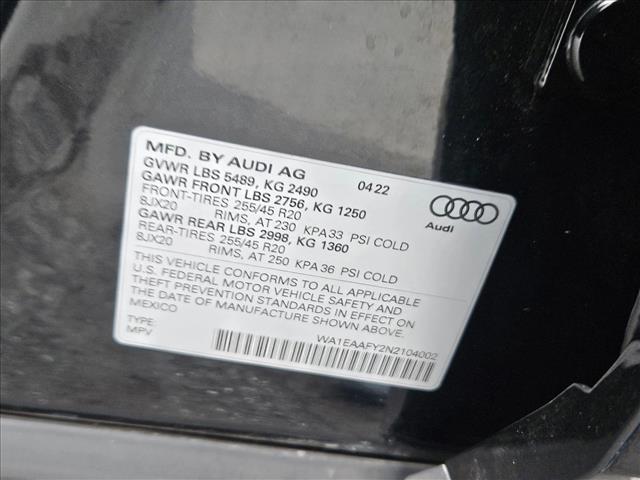 MFD. BY AUDI AG
GVWR LBS 5489, KG 2490 04 22
GAWR FRONT LBS 2756, KG 1250
FRONT-TIRES 255/45 R20
8JX20 RIMS, AT 230 KPA 33 PSI COLD
GAWR REAR LBS 2998, KG 1360
REAR-TIRES 255/45 R20
8JX20 RIMS, AT 250 KPA 36 PSI COLD
THIS VEHICLE CONFORMS TO ALL APPLICABLE
U.S. FEDERAL MOTOR VEHICLE SAFETY AND
THEFT PREVENTION STANDARDS IN EFFECT ON
THE DATE OF MANUFACTURE SHOWN ABOVE.
MEXICO
TYPE:
MPV
WA1EAAFY2N2104002
Audi